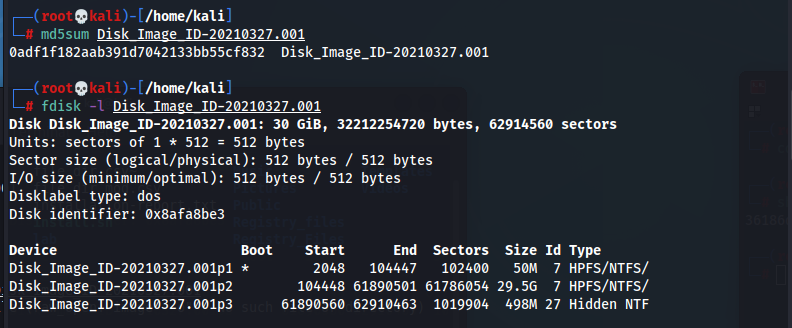 ┌──(root💀kali)-[/home/kali]
└─# md5sum Disk_Image_ID-20210327.001
0adf1f182aab391d7042133bb55cf832  Disk_Image_ID-20210327.001
┌──(root💀kali)-[/home/kali]
└─# fdisk -l Disk_Image_ID-20210327.001
Disk Disk_Image_ID-20210327.001: 30 GiB, 32212254720 bytes, 62914560 sectors
Units: sectors of 1 * 512 = 512 bytes
Sector size (logical/physical): 512 bytes / 512 bytes
I/O size (minimum/optimal): 512 bytes / 512 bytes
Disklabel type: dos
Disk identifier: 0x8afa8be3
Device Boot Start End Sectors Size Id Type
Disk_Image_ID-20210327.001p1 * 2048 104447 102400 50M 7 HPFS/NTFS/
Disk_Image_ID-20210327.001p2 104448 61890501 61786054 29.5G 7 HPFS/NTFS/
Disk_Image_ID-20210327.001p3 61890560 62910463 1019904 498M 27 Hidden NTF